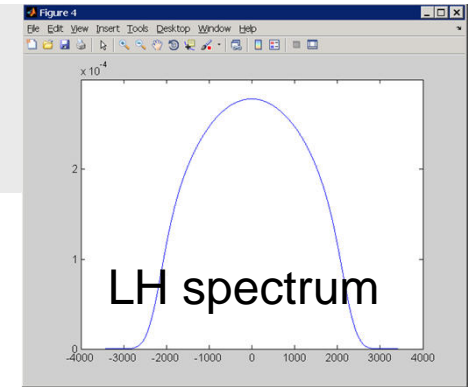 Figure 4
File Edit View Insert Tools Desktop Window Help
x 10^-4
2
1
LH spectrum
0
-4000 -3000 -2000 -1000 0 1000 2000 3000 4000